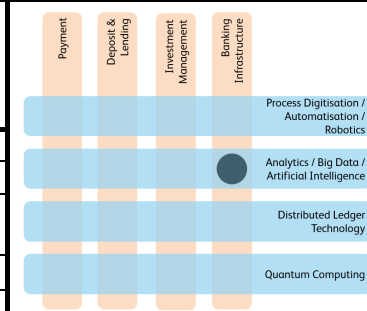 Payment
Deposit &
Lending
Investment
Management
Banking
Infrastructure
Process Digitisation /
Automatisation /
Robotics
Analytics / Big Data /
Artificial Intelligence
Distributed Ledger
Technology
Quantum Computing